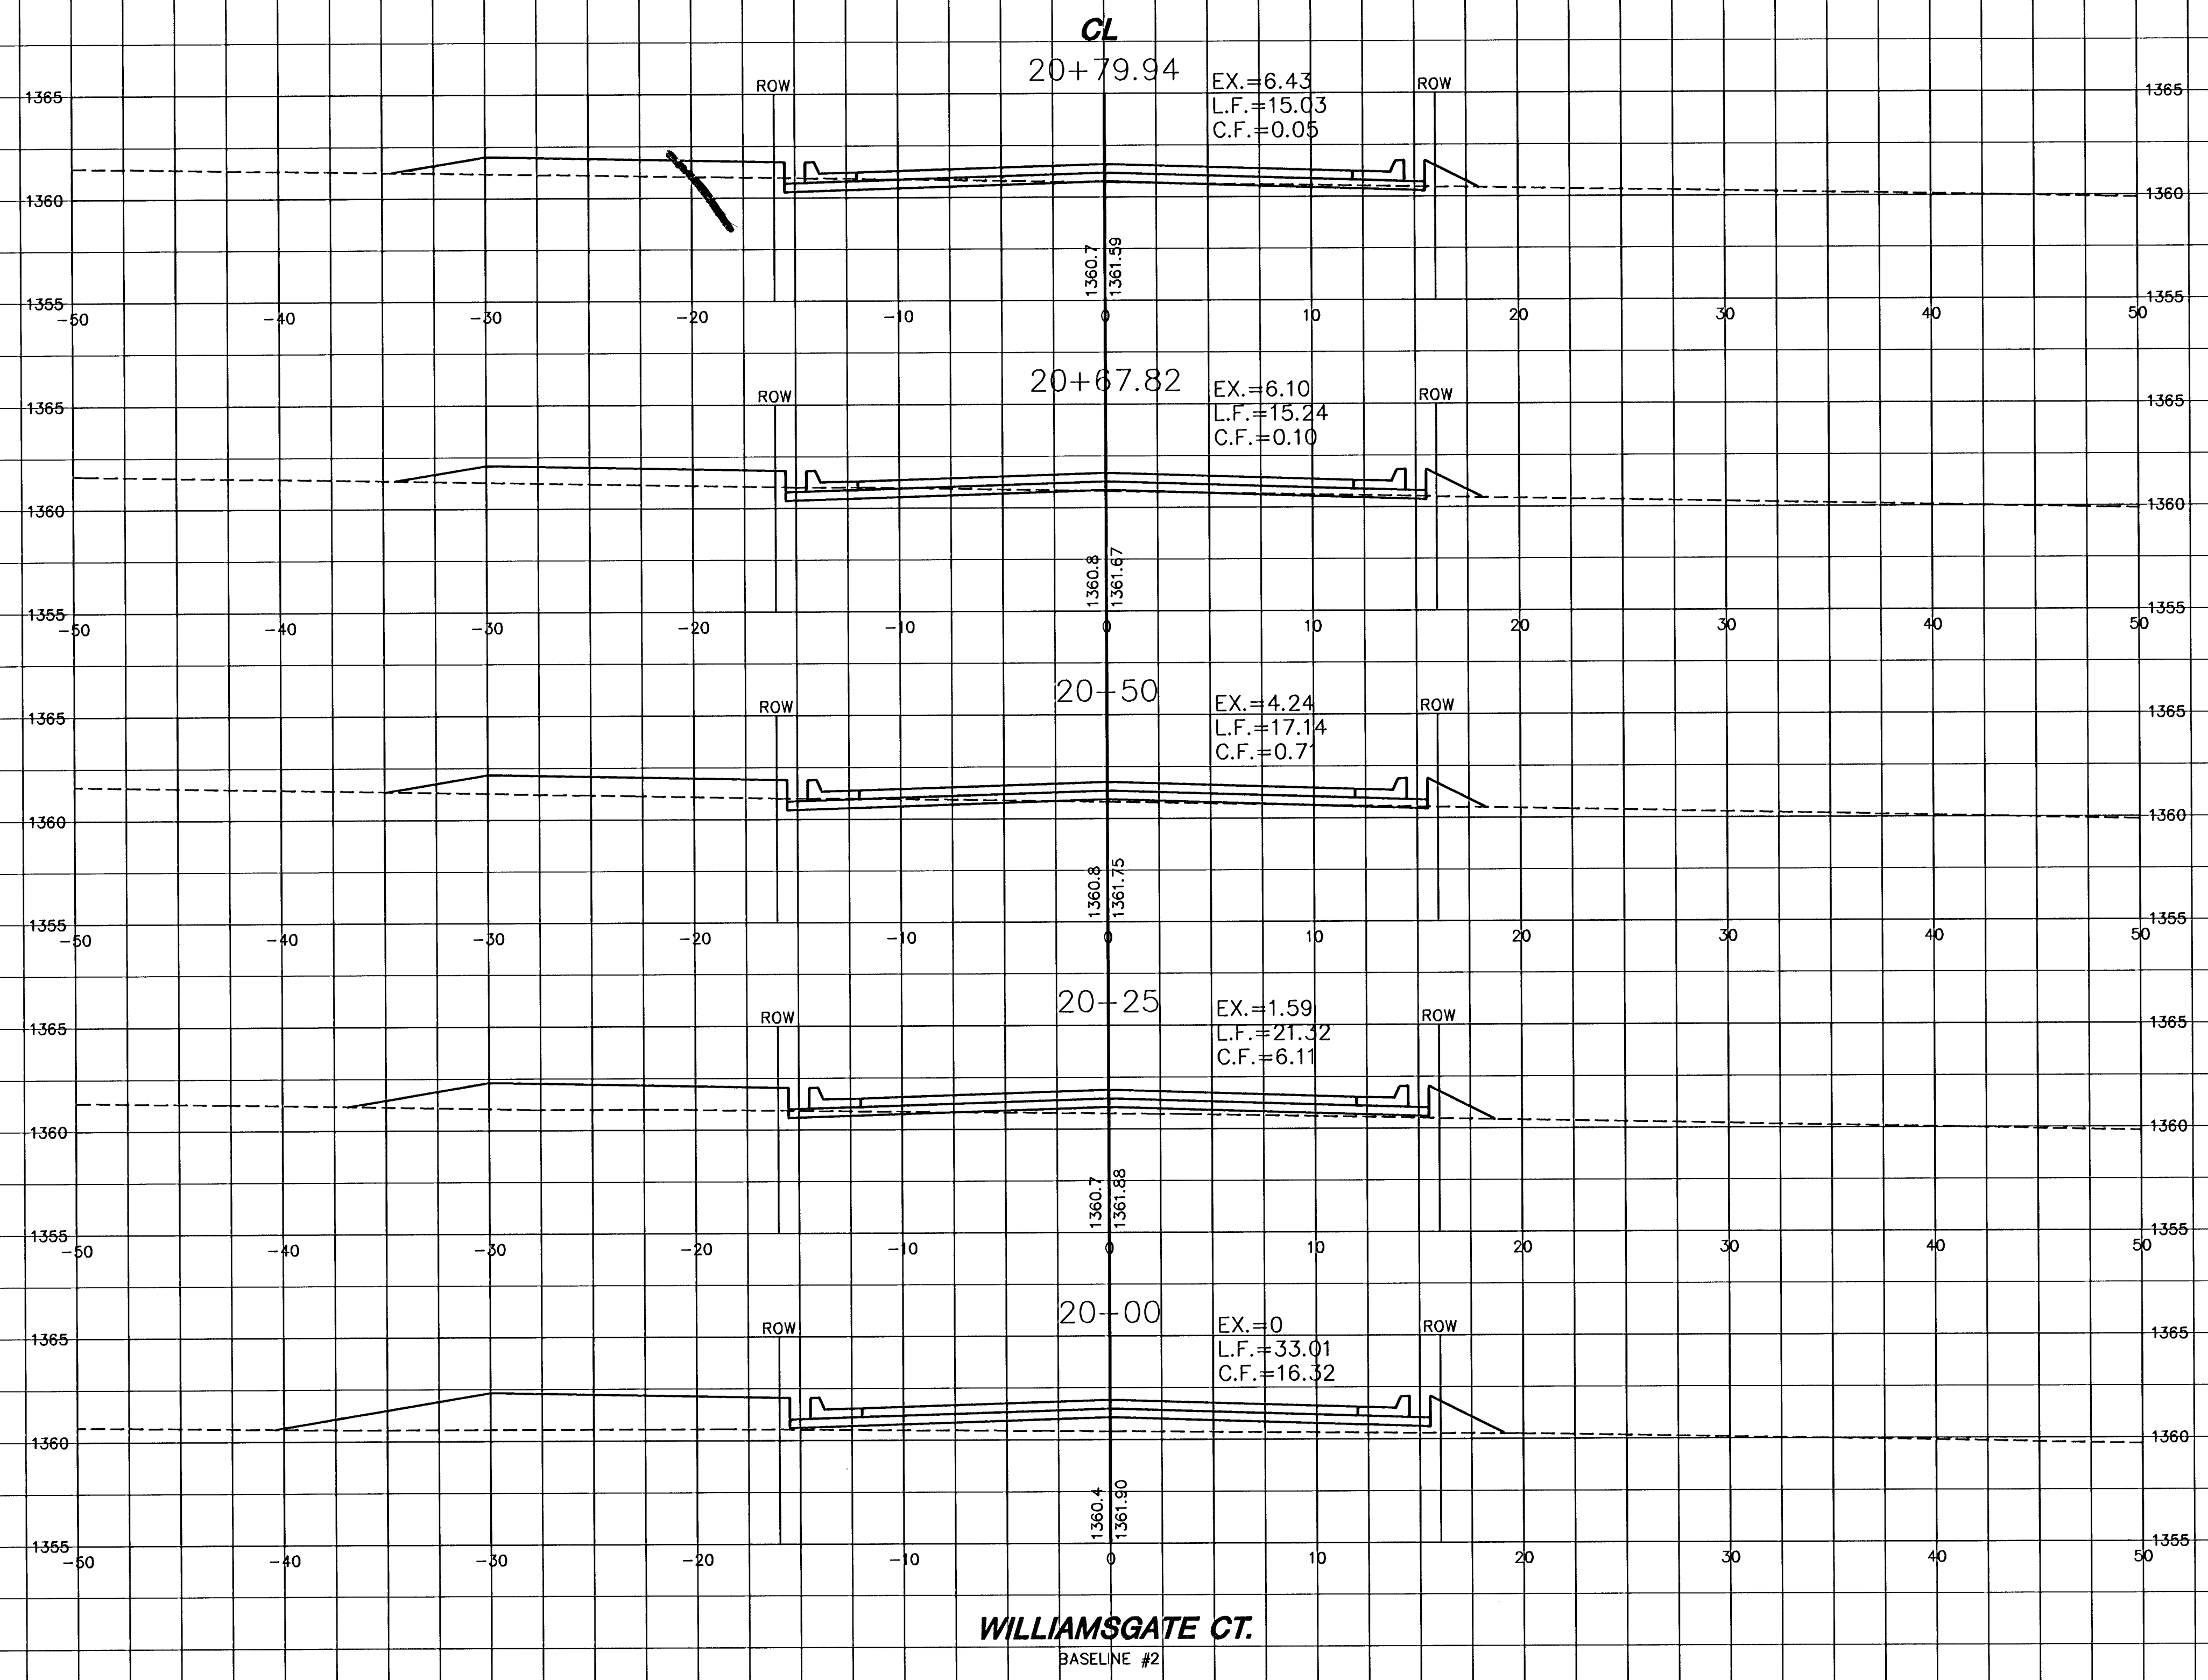 CL
20+79.94
EX.=6.43
L.F.=15.03
C.F.=0.05
ROW ROW
1365 1365
1360 1360
1360.7 1361.59
1355 1355
-50 -40 -30 -20 -10 0 10 20 30 40 50
20+67.82
EX.=6.10
L.F.=15.24
C.F.=0.10
ROW ROW
1365 1365
1360 1360
1360.8 1361.67
1355 1355
-50 -40 -30 -20 -10 0 10 20 30 40 50
20+50
EX.=4.24
L.F.=17.14
C.F.=0.71
ROW ROW
1365 1365
1360 1360
1360.8 1361.75
1355 1355
-50 -40 -30 -20 -10 0 10 20 30 40 50
20+25
EX.=1.59
L.F.=21.32
C.F.=6.11
ROW ROW
1365 1365
1360 1360
1360.7 1361.88
1355 1355
-50 -40 -30 -20 -10 0 10 20 30 40 50
20+00
EX.=0
L.F.=33.01
C.F.=16.32
ROW ROW
1365 1365
1360 1360
1360.4 1361.90
1355 1355
-50 -40 -30 -20 -10 0 10 20 30 40 50
WILLIAMSGATE CT.
BASELINE #2